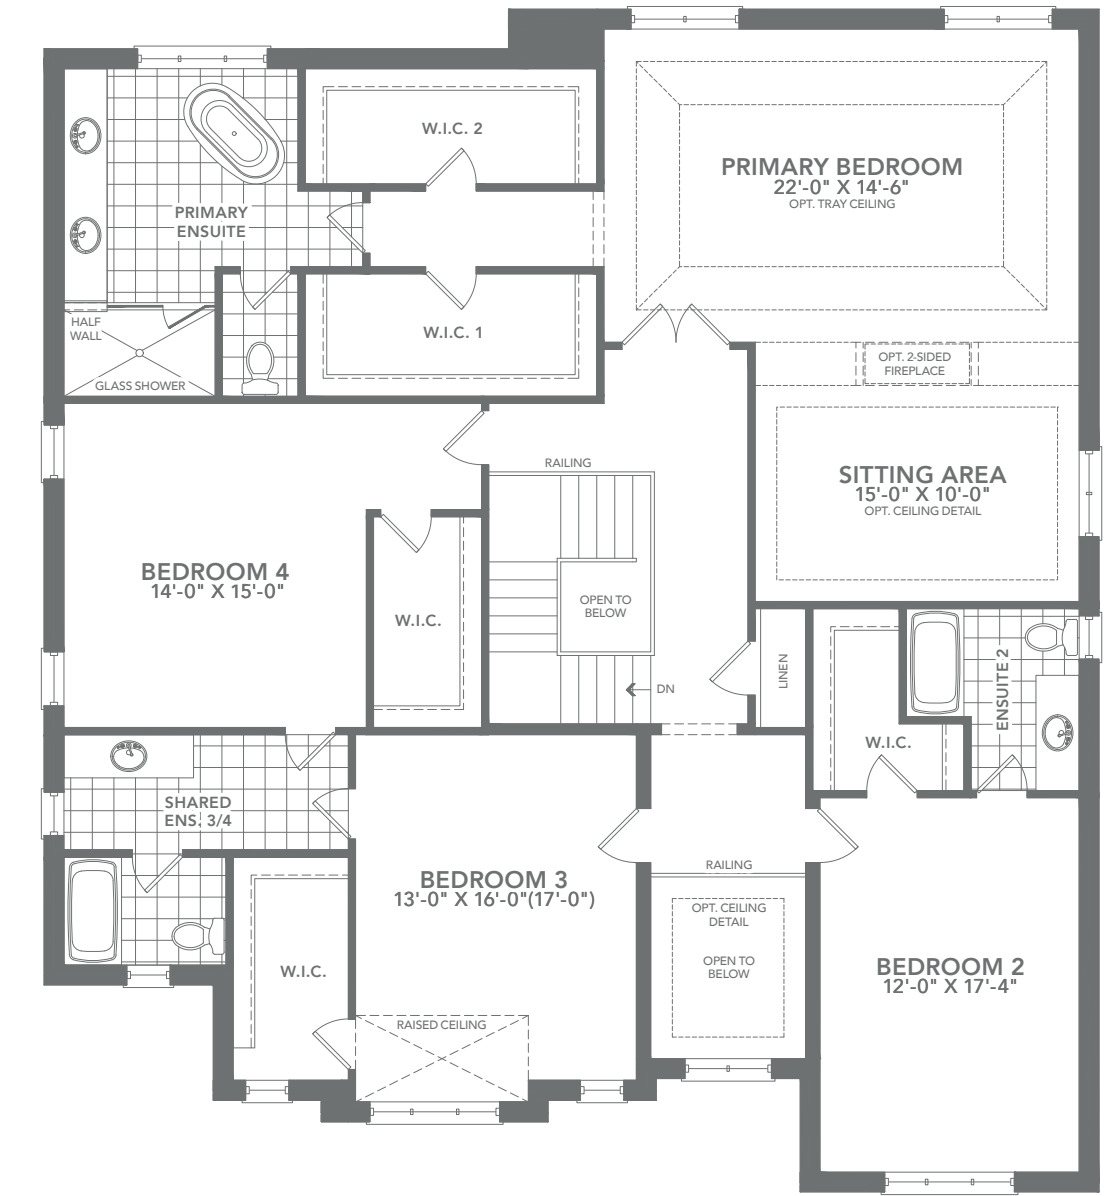 W.I.C. 2
PRIMARY BEDROOM
22'-0" X 14'-6"
OPT. TRAY CEILING
PRIMARY
ENSUITE
HALF
WALL
GLASS SHOWER
W.I.C. 1
OPT. 2-SIDED
FIREPLACE
RAILING
SITTING AREA
15'-0" X 10'-0"
OPT. CEILING DETAIL
BEDROOM 4
14'-0" X 15'-0"
W.I.C.
OPEN TO
BELOW
DN
LINEN
W.I.C.
ENSUITE 2
SHARED
ENS. 3/4
BEDROOM 3
13'-0" X 16'-0"(17'-0")
RAILING
OPT. CEILING
DETAIL
OPEN TO
BELOW
W.I.C.
BEDROOM 2
12'-0" X 17'-4"
RAISED CEILING